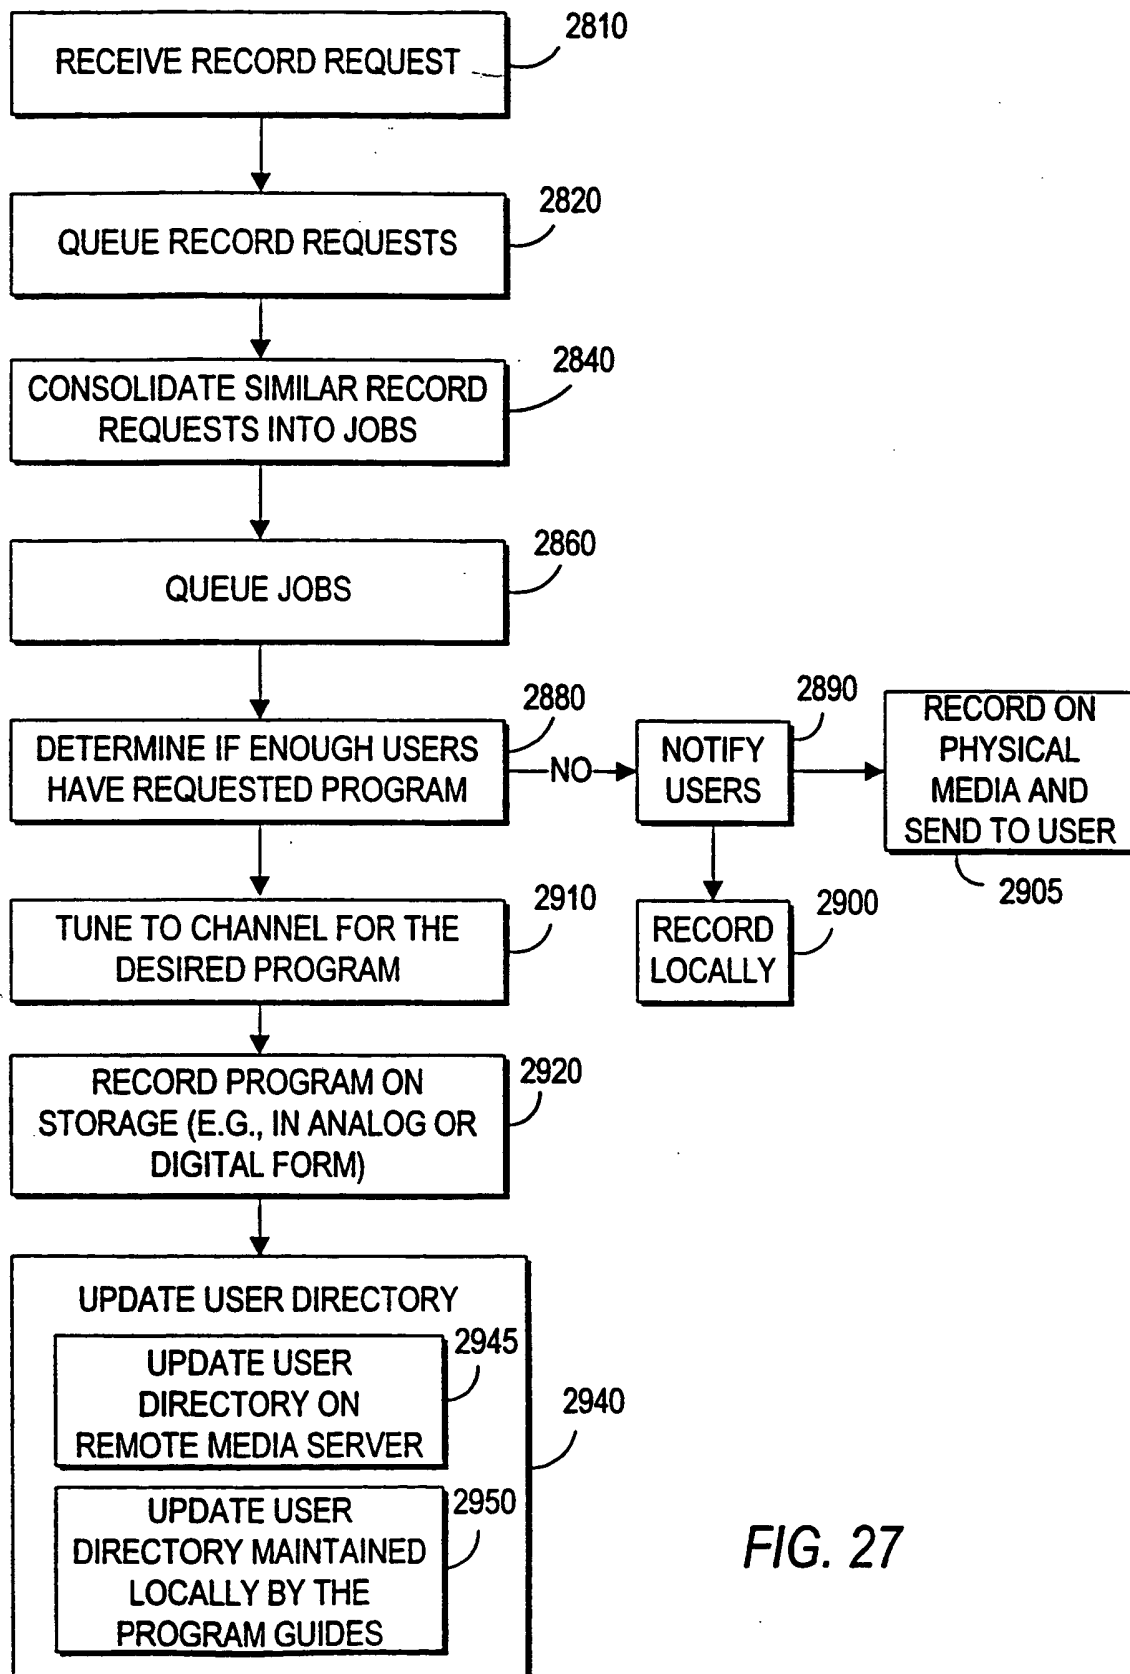 RECEIVE RECORD REQUEST
2810
QUEUE RECORD REQUESTS
2820
CONSOLIDATE SIMILAR RECORD
REQUESTS INTO JOBS
2840
QUEUE JOBS
2860
DETERMINE IF ENOUGH USERS
HAVE REQUESTED PROGRAM
2880
NO
NOTIFY
USERS
2890
RECORD ON
PHYSICAL
MEDIA AND
SEND TO USER
2905
RECORD
LOCALLY
2900
TUNE TO CHANNEL FOR THE
DESIRED PROGRAM
2910
RECORD PROGRAM ON
STORAGE (E.G., IN ANALOG OR
DIGITAL FORM)
2920
UPDATE USER DIRECTORY
2940
UPDATE USER
DIRECTORY ON
REMOTE MEDIA SERVER
2945
UPDATE USER
DIRECTORY MAINTAINED
LOCALLY BY THE
PROGRAM GUIDES
2950
FIG. 27